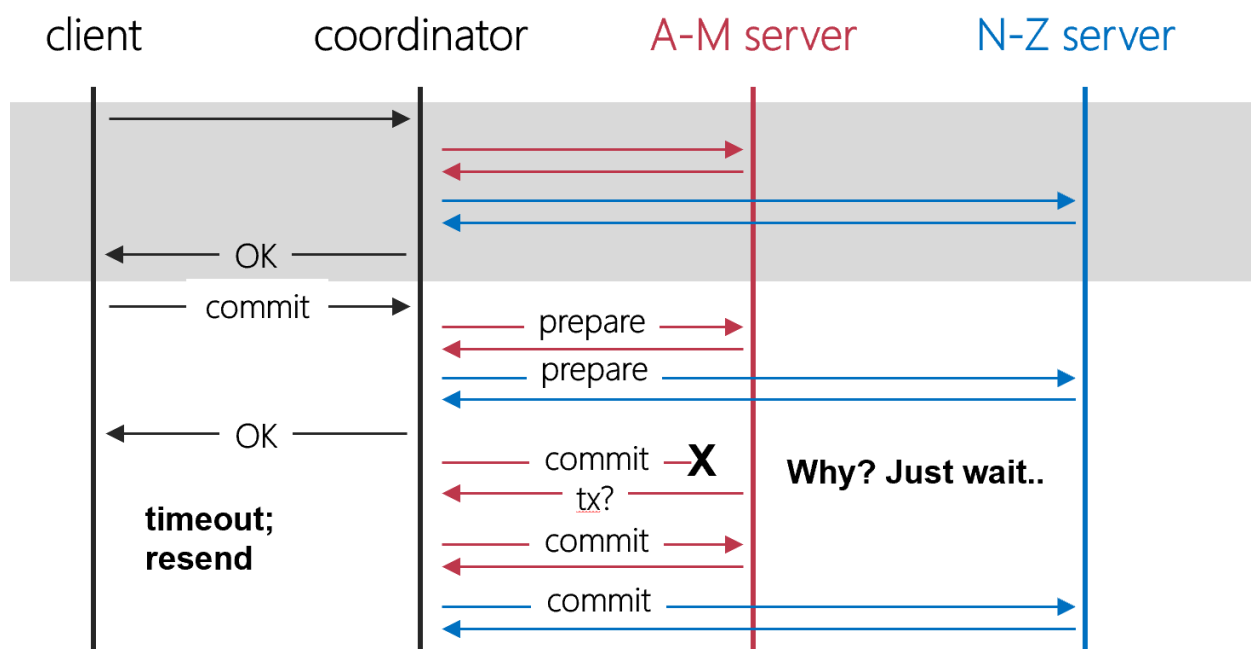 client
coordinator
A-M server
N-Z server
OK
commit
prepare
prepare
OK
commit
X
Why? Just wait..
tx?
timeout;
resend
commit
commit